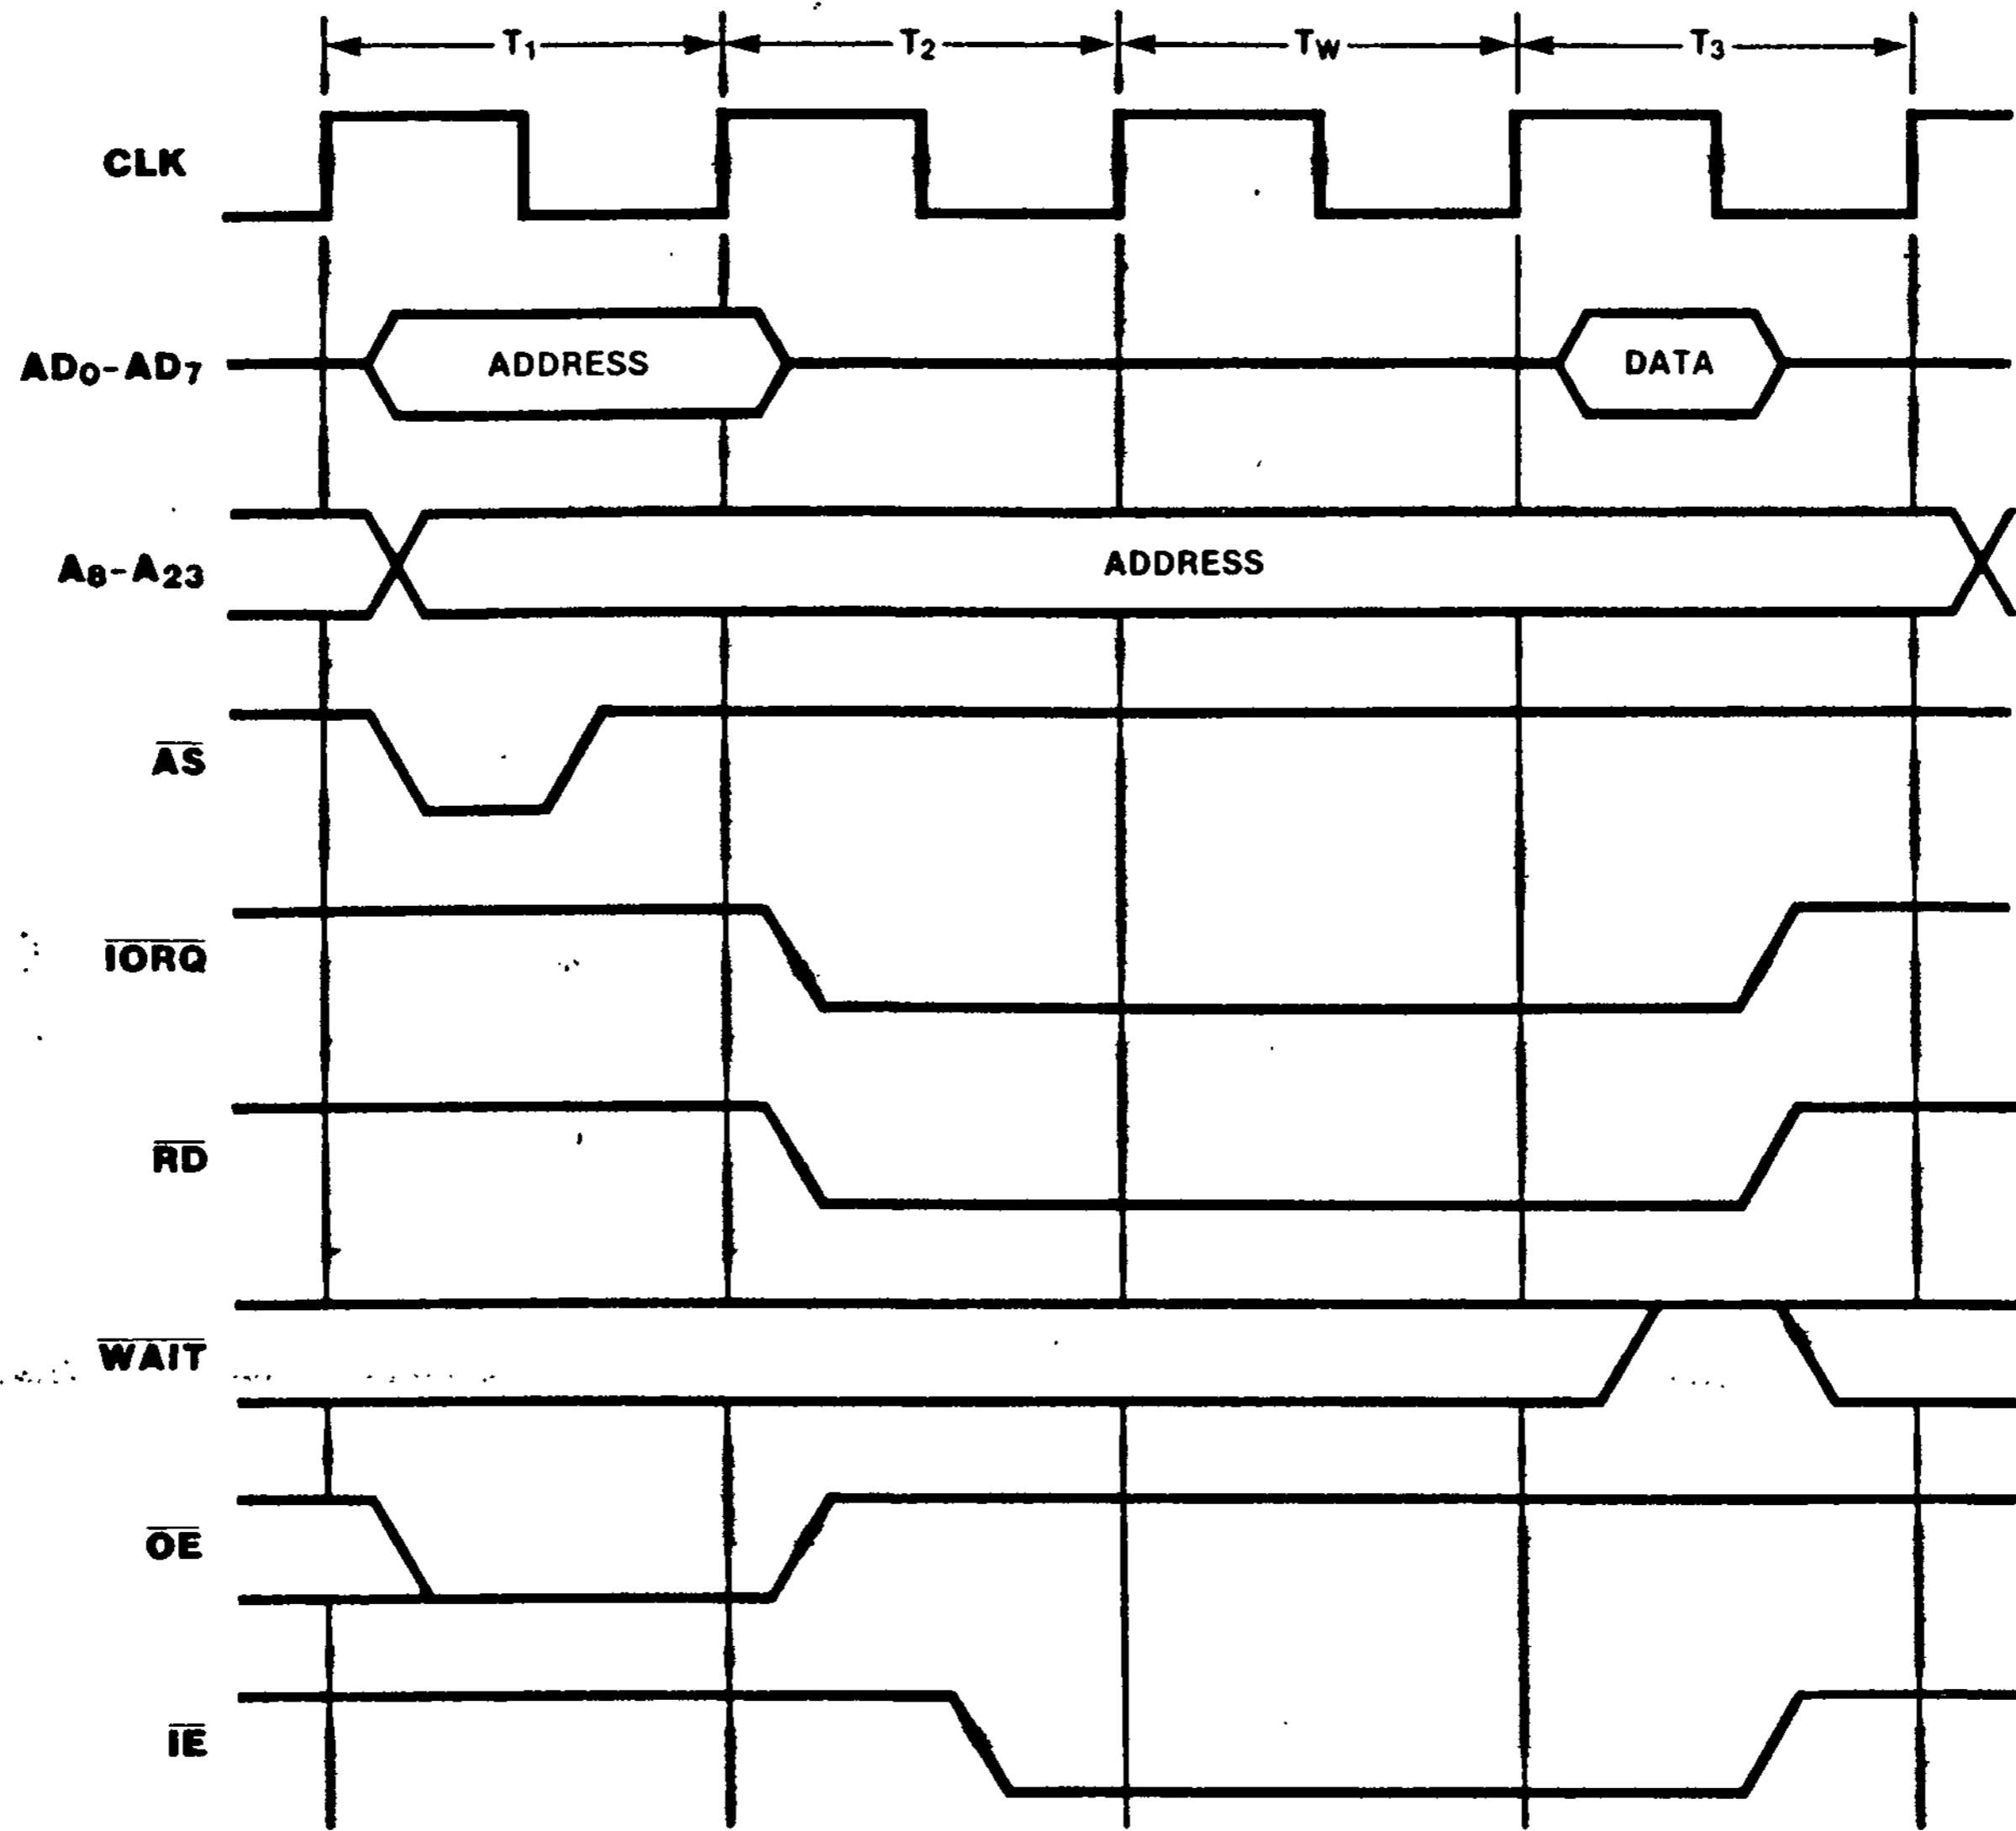 T1 T2 TW T3
CLK
AD0-AD7 ADDRESS DATA
A8-A23 ADDRESS
AS
IORQ
RD
WAIT
OE
IE